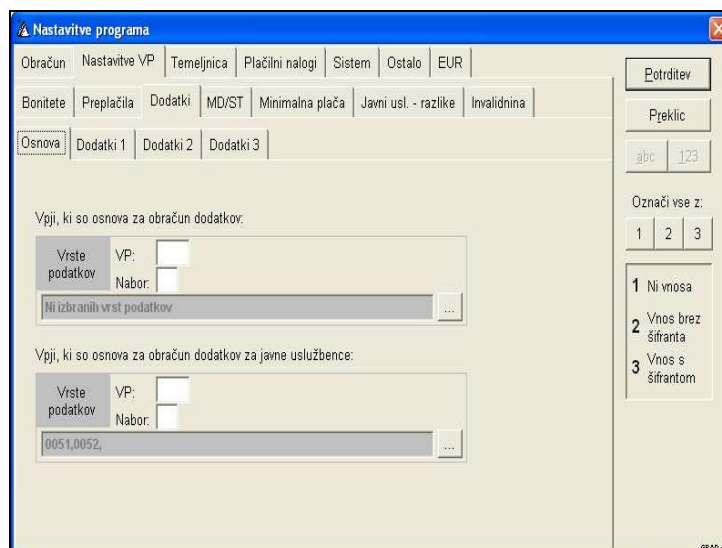 Nastavitve programa
Obračun Nastavitve VP Temeljnica Plačilni nalogi Sistem Ostalo EUR
Bonitete Preplačila Dodatki MD/ST Minimalna plača Javni usl. - razlike Invalidnina
Osnova Dodatki 1 Dodatki 2 Dodatki 3
Vpji, ki so osnova za obračun dodatkov:
Vrste podatkov
VP:
Nabor:
Ni izbranih vrst podatkov
...
Vpji, ki so osnova za obračun dodatkov za javne uslužbence:
Vrste podatkov
VP:
Nabor:
0051,0052,
...
Potrditev
Preklic
abc 123
Označi vse z:
1 2 3
1 Ni vnosa
2 Vnos brez šifranta
3 Vnos s šifrantom